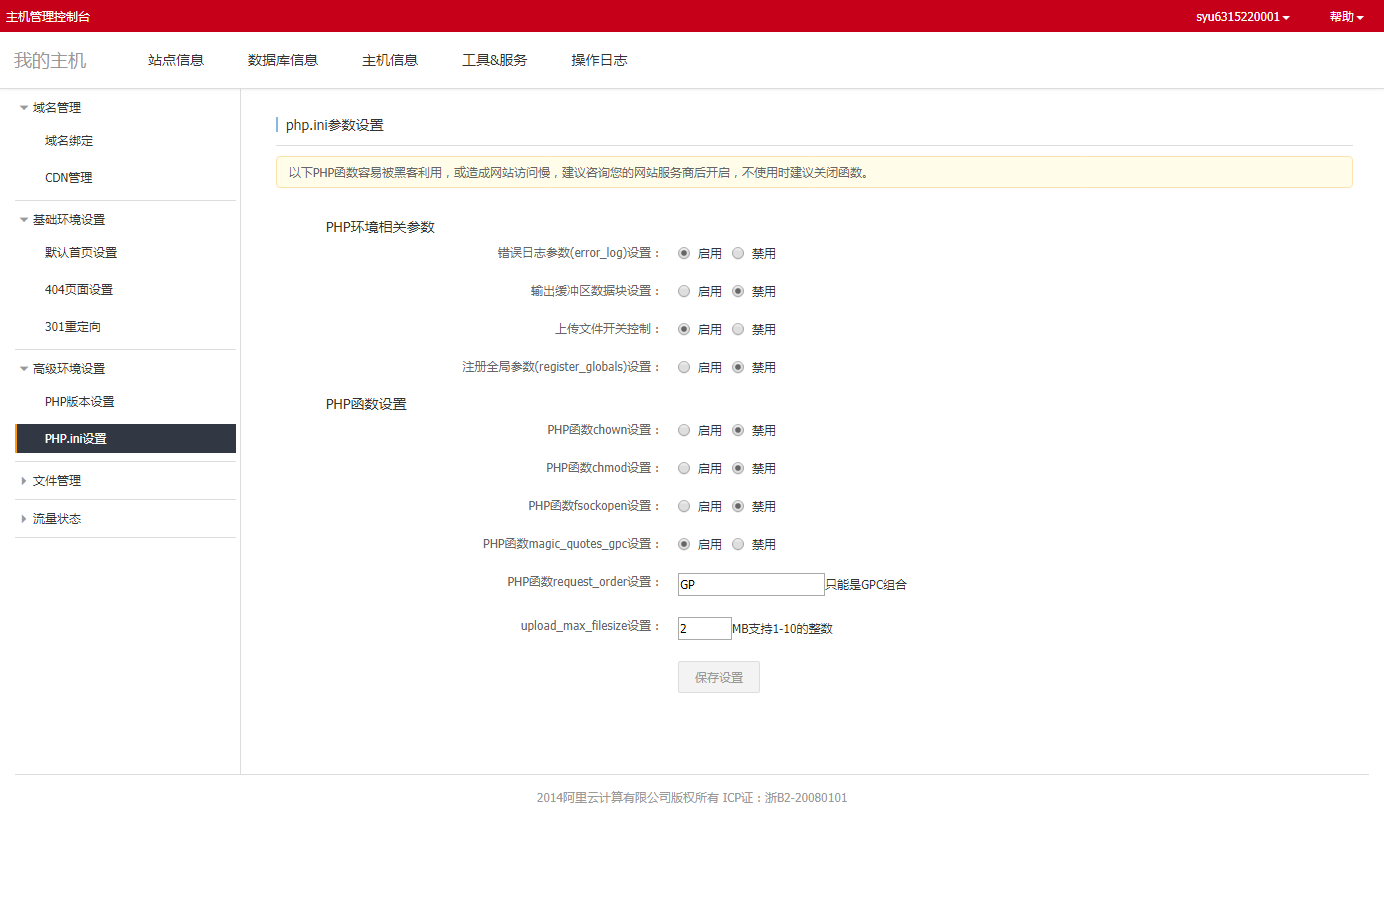 主机管理控制台
syu6315220001
帮助
我的主机
站点信息
数据库信息
主机信息
工具&服务
操作日志
域名管理
域名绑定
CDN管理
基础环境设置
默认首页设置
404页面设置
301重定向
高级环境设置
PHP版本设置
PHP.ini设置
文件管理
流量状态
php.ini参数设置
以下PHP函数容易被黑客利用，或造成网站访问慢，建议咨询您的网站服务商后开启，不使用时建议关闭函数。
PHP环境相关参数
错误日志参数(error_log)设置： 启用 禁用
输出缓冲区数据块设置： 启用 禁用
上传文件开关控制： 启用 禁用
注册全局参数(register_globals)设置： 启用 禁用
PHP函数设置
PHP函数chown设置： 启用 禁用
PHP函数chmod设置： 启用 禁用
PHP函数fsockopen设置： 启用 禁用
PHP函数magic_quotes_gpc设置： 启用 禁用
PHP函数request_order设置： GP 只能是GPC组合
upload_max_filesize设置： 2 MB支持1-10的整数
保存设置
2014阿里云计算有限公司版权所有 ICP证：浙B2-20080101